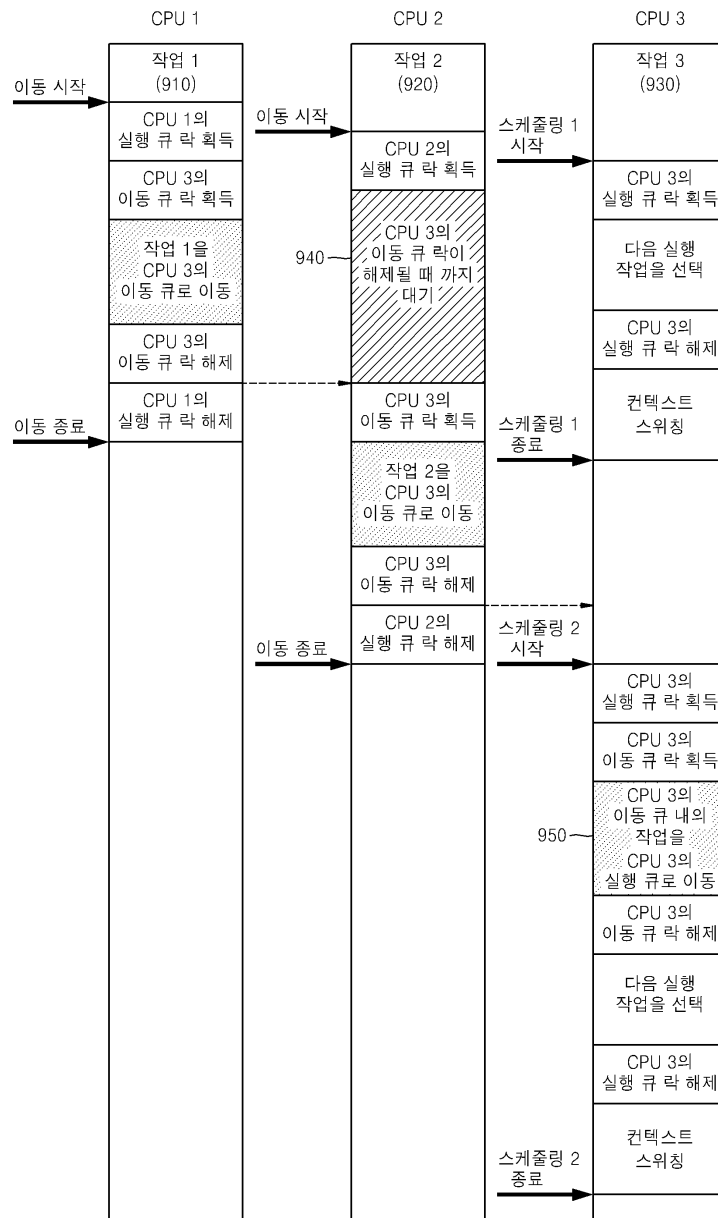 CPU 1
CPU 2
CPU 3
작업 1
(910)
작업 2
(920)
작업 3
(930)
이동 시작
CPU 1의
실행 큐 락 획득
CPU 3의
이동 큐 락 획득
작업 1을
CPU 3의
이동 큐로 이동
CPU 3의
이동 큐 락 해제
CPU 1의
실행 큐 락 해제
이동 종료
이동 시작
CPU 2의
실행 큐 락 획득
940
CPU 3의
이동 큐 락이
해제될 때 까지
대기
CPU 3의
이동 큐 락 획득
작업 2을
CPU 3의
이동 큐로 이동
CPU 3의
이동 큐 락 해제
CPU 2의
실행 큐 락 해제
이동 종료
스케줄링 1
시작
CPU 3의
실행 큐 락 획득
다음 실행
작업을 선택
CPU 3의
실행 큐 락 해제
컨텍스트
스위칭
스케줄링 1
종료
스케줄링 2
시작
CPU 3의
실행 큐 락 획득
CPU 3의
이동 큐 락 획득
950
CPU 3의
이동 큐 내의
작업을
CPU 3의
실행 큐로 이동
CPU 3의
이동 큐 락 해제
다음 실행
작업을 선택
CPU 3의
실행 큐 락 해제
컨텍스트
스위칭
스케줄링 2
종료